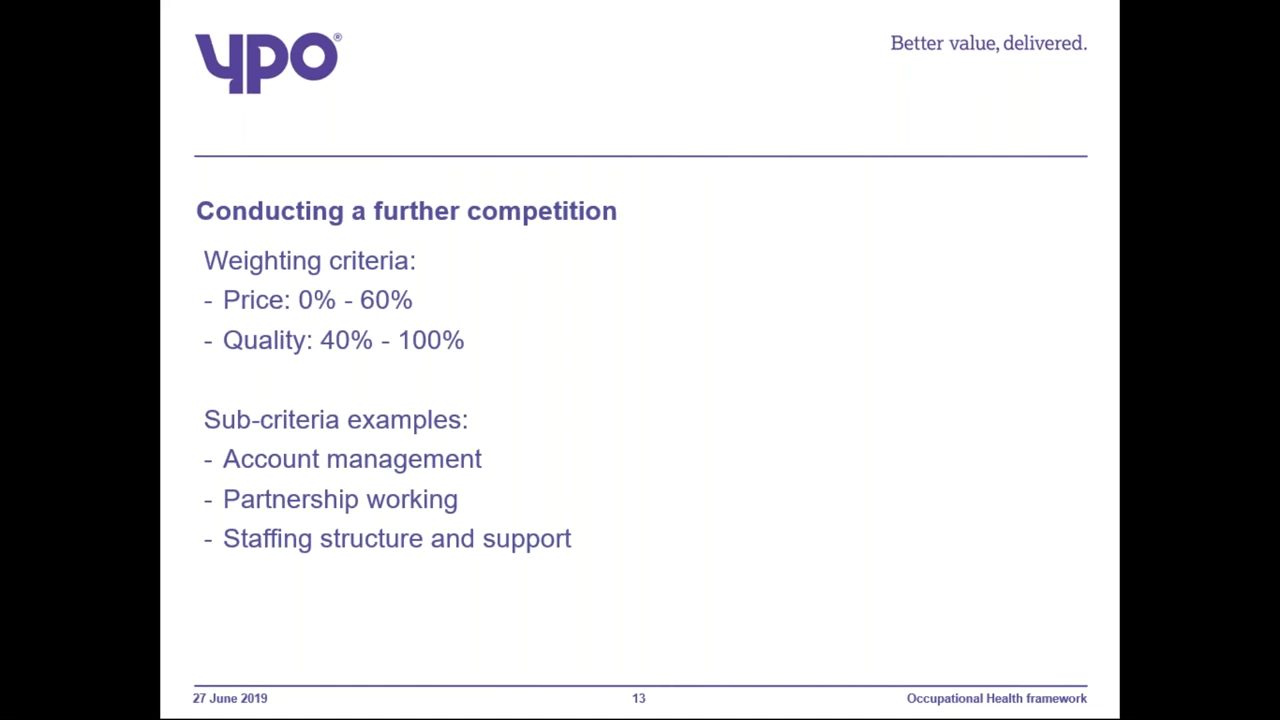 ypo®
Better value, delivered.
Conducting a further competition
Weighting criteria:
- Price: 0% - 60%
- Quality: 40% - 100%
Sub-criteria examples:
- Account management
- Partnership working
- Staffing structure and support
27 June 2019
13
Occupational Health framework